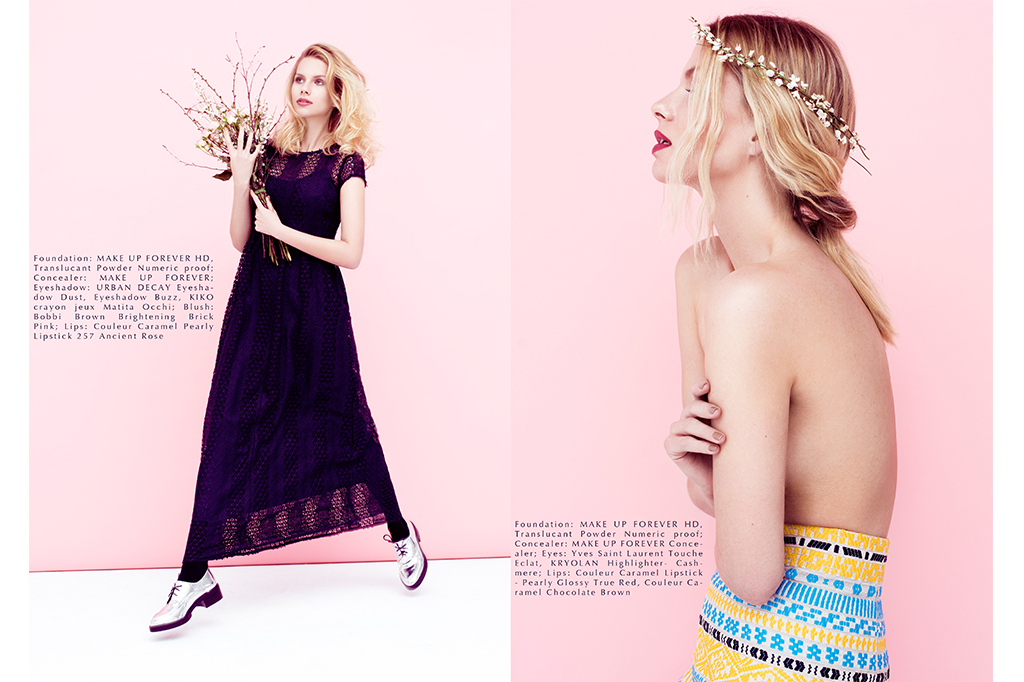 Foundation: MAKE UP FOREVER HD,
Translucant Powder Numeric proof;
Concealer: MAKE UP FOREVER;
Eyeshadow: URBAN DECAY Eyesha-
dow Dust, Eyeshadow Buzz, KIKO
crayon jeux Matita Occhi; Blush:
Bobbi Brown Brightening Brick
Pink; Lips: Couleur Caramel Pearly
Lipstick 257 Ancient Rose
Foundation: MAKE UP FOREVER HD,
Translucant Powder Numeric proof;
Concealer: MAKE UP FOREVER Conce-
aler; Eyes: Yves Saint Laurent Touche
Eclat, KRYOLAN Highlighter- Cash-
mere; Lips: Couleur Caramel Lipstick
- Pearly Glossy True Red, Couleur Ca-
ramel Chocolate Brown